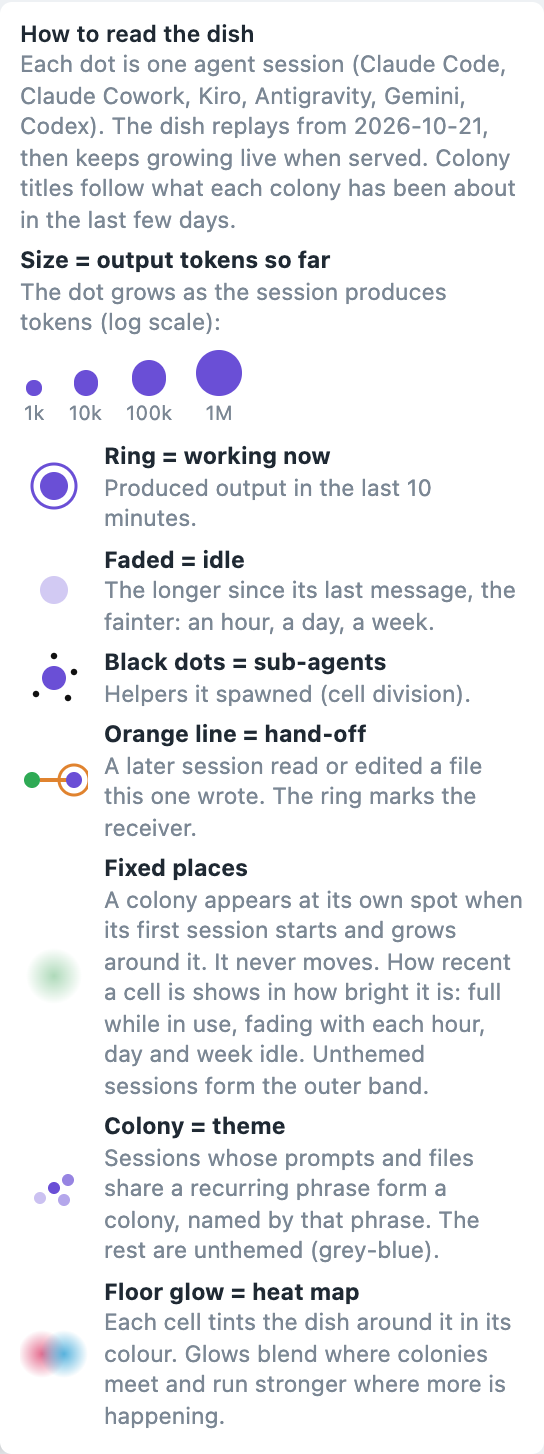 How to read the dish
Each dot is one agent session (Claude Code,
Claude Cowork, Kiro, Antigravity, Gemini,
Codex). The dish replays from 2026-10-21,
then keeps growing live when served. Colony
titles follow what each colony has been about
in the last few days.
Size = output tokens so far
The dot grows as the session produces
tokens (log scale):
1k 10k 100k 1M
Ring = working now
Produced output in the last 10
minutes.
Faded = idle
The longer since its last message, the
fainter: an hour, a day, a week.
Black dots = sub-agents
Helpers it spawned (cell division).
Orange line = hand-off
A later session read or edited a file
this one wrote. The ring marks the
receiver.
Fixed places
A colony appears at its own spot when
its first session starts and grows
around it. It never moves. How recent
a cell is shows in how bright it is: full
while in use, fading with each hour,
day and week idle. Unthemed
sessions form the outer band.
Colony = theme
Sessions whose prompts and files
share a recurring phrase form a
colony, named by that phrase. The
rest are unthemed (grey-blue).
Floor glow = heat map
Each cell tints the dish around it in its
colour. Glows blend where colonies
meet and run stronger where more is
happening.